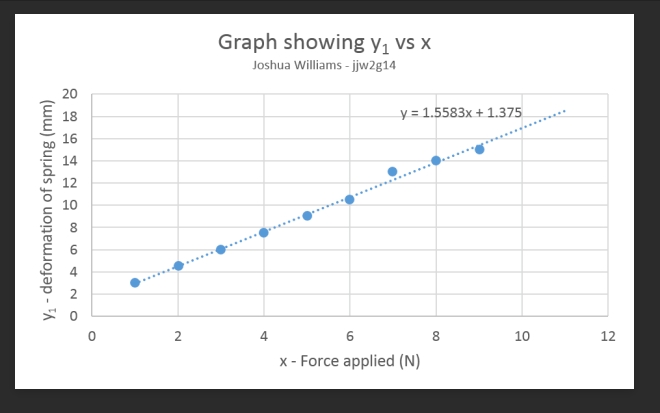 Graph showing y₁ vs x
Joshua Williams - jjw2g14
y₁ - deformation of spring (mm)
20
18
16
14
12
10
8
6
4
2
0
y = 1.5583x + 1.375
0 2 4 6 8 10 12
x - Force applied (N)